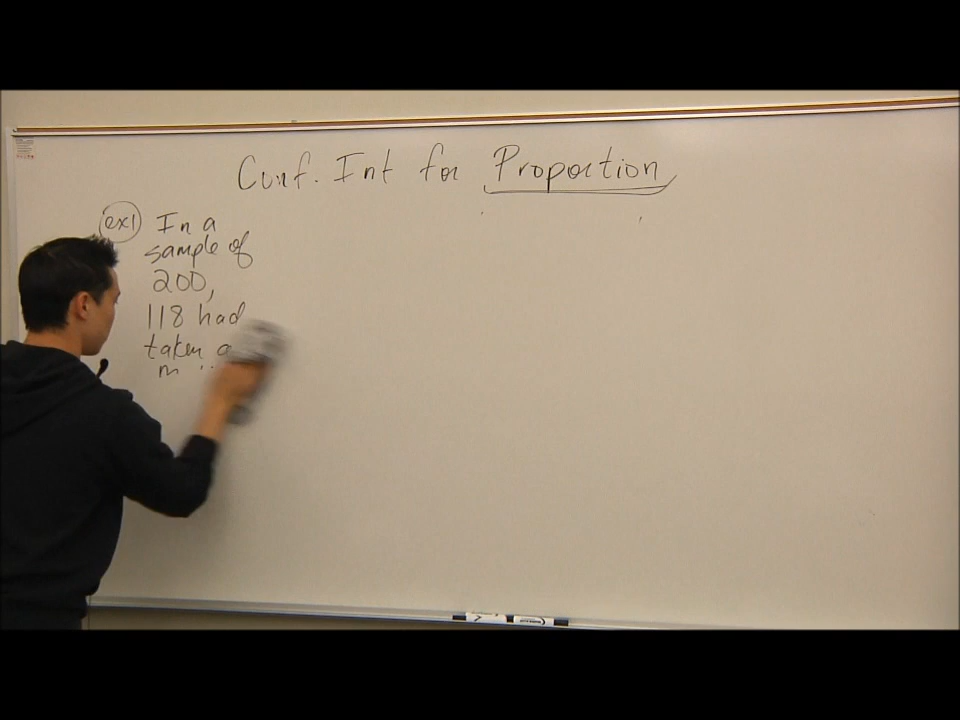 Conf. Int for Proportion
ex1 In a
sample of
200,
118 had
taken a